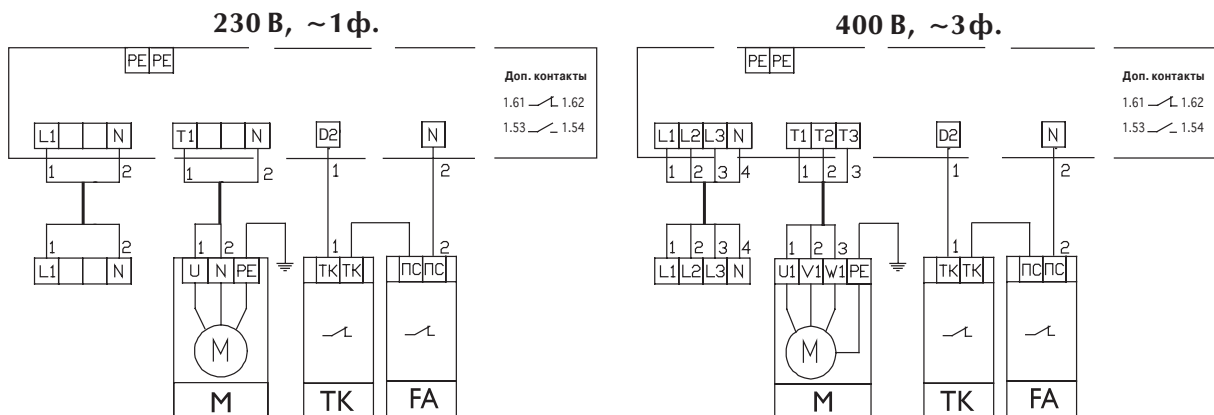 230 В, ~1ф.
PE PE
Доп. контакты
1.61 1.62
1.53 1.54
L1 N T1 N D2 N
1 2 1 2 1 2
1 2 1 2 1 2
L1 N U N PE TK TK ПС ПС
M
M TK FA
400 В, ~3ф.
PE PE
Доп. контакты
1.61 1.62
1.53 1.54
L1 L2 L3 N T1 T2 T3 D2 N
1 2 3 4 1 2 3 1 2
1 2 3 4 1 2 3 1 2
L1 L2 L3 N U1 V1 W1 PE TK TK ПС ПС
M
M TK FA